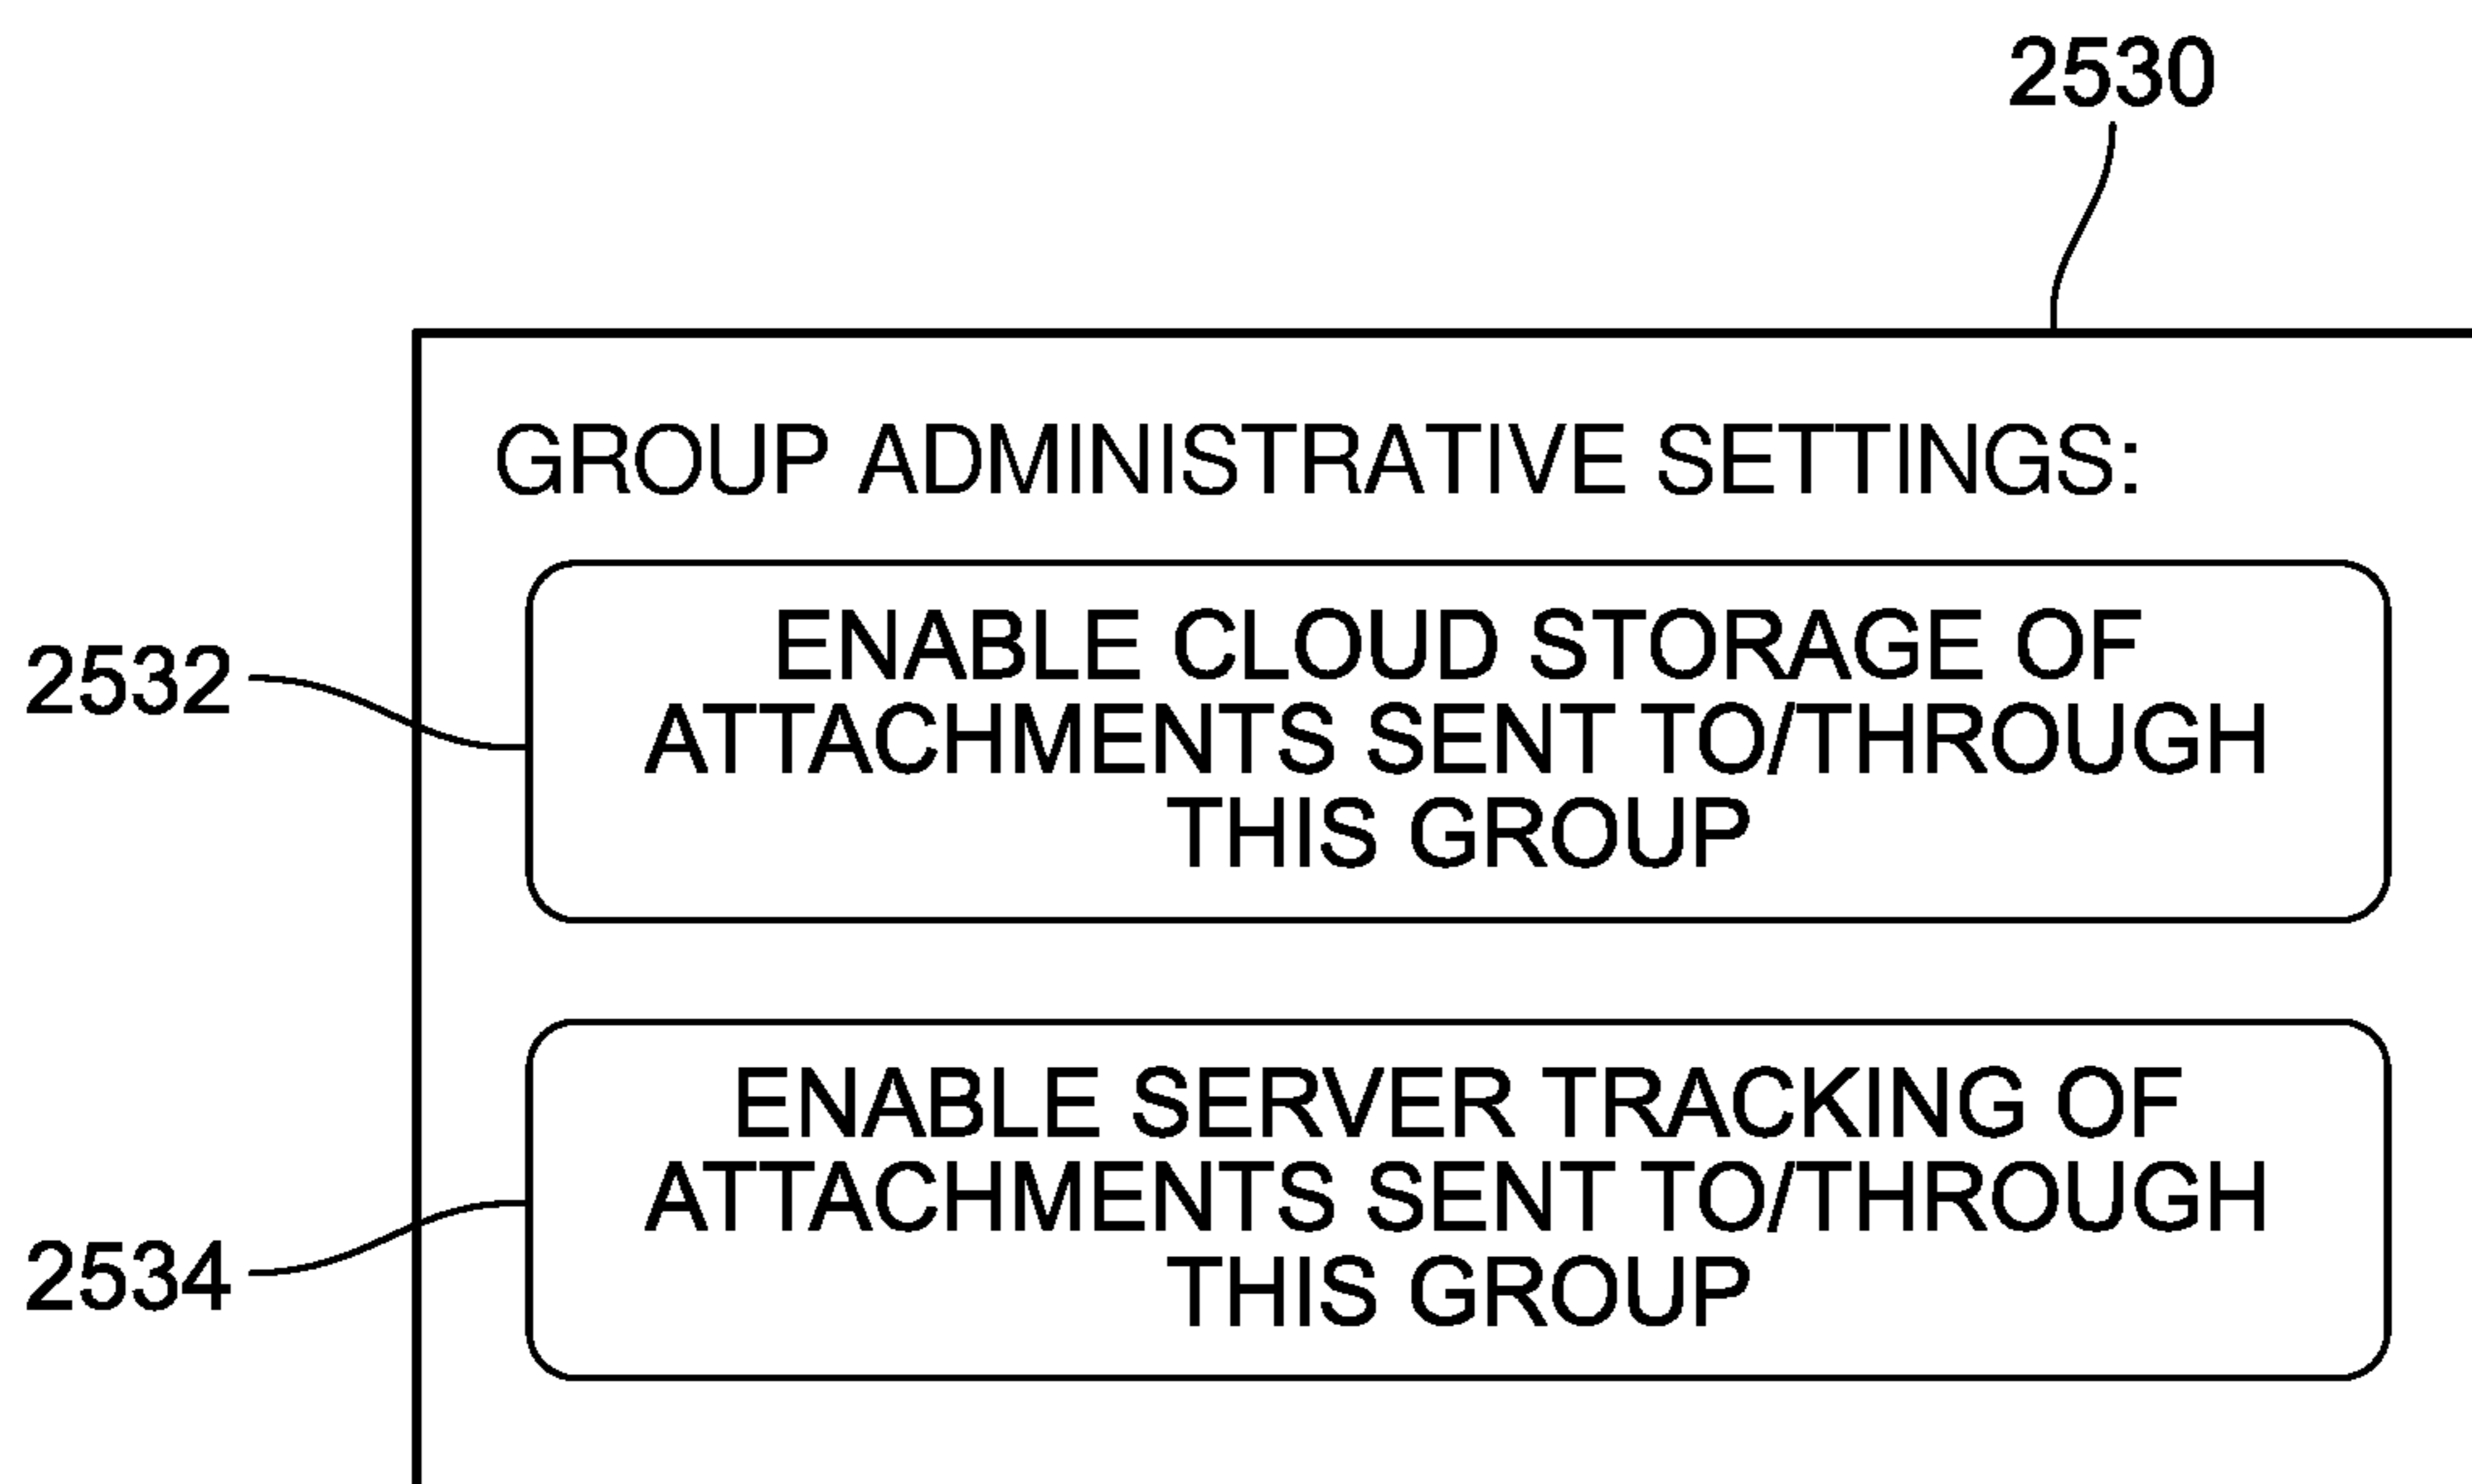 2530
GROUP ADMINISTRATIVE SETTINGS:
2532
ENABLE CLOUD STORAGE OF
ATTACHMENTS SENT TO/THROUGH
THIS GROUP
2534
ENABLE SERVER TRACKING OF
ATTACHMENTS SENT TO/THROUGH
THIS GROUP